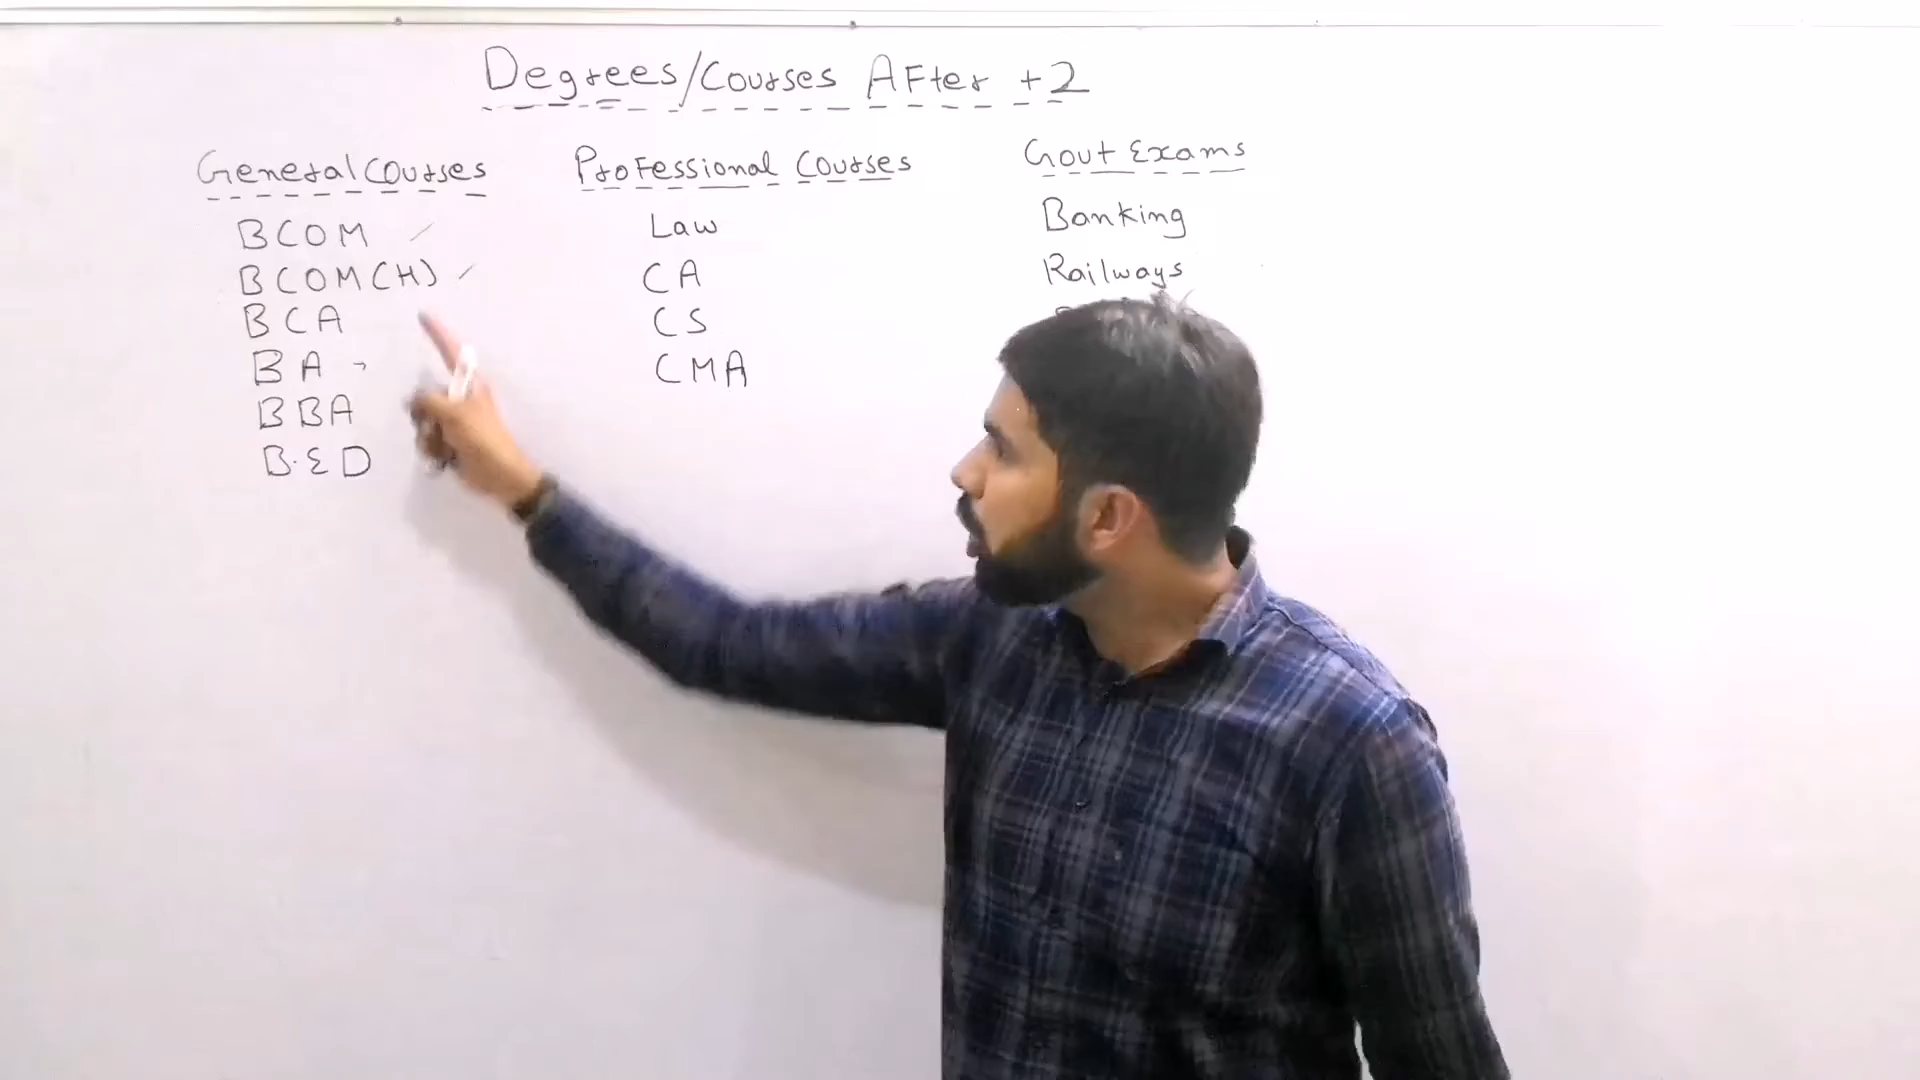 Degrees/Courses After +2
General Courses
BCOM
BCOM(H)
BCA
BA
BBA
B.ED
Professional Courses
Law
CA
CS
CMA
Govt Exams
Banking
Railways